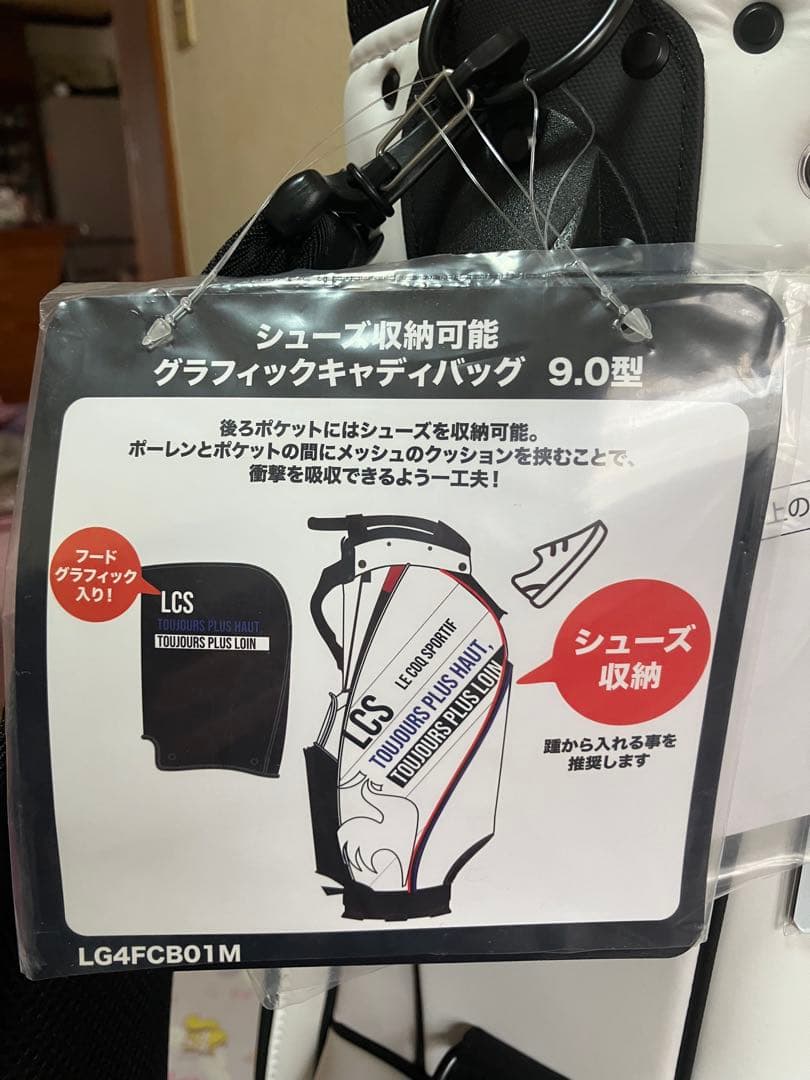 シューズ収納可能
グラフィックキャディバッグ 9.0型
後ろポケットにはシューズを収納可能。
ポーレンとポケットの間にメッシュのクッションを挟むことで、
衝撃を吸収できるよう一工夫！
フード
グラフィック
入り！
LCS
TOUJOURS PLUS HAUT,
TOUJOURS PLUS LOIN
LCS
LE COQ SPORTIF
TOUJOURS PLUS HAUT,
TOUJOURS PLUS LOIN
シューズ
収納
踵から入れる事を
推奨します
LG4FCB01M
上の